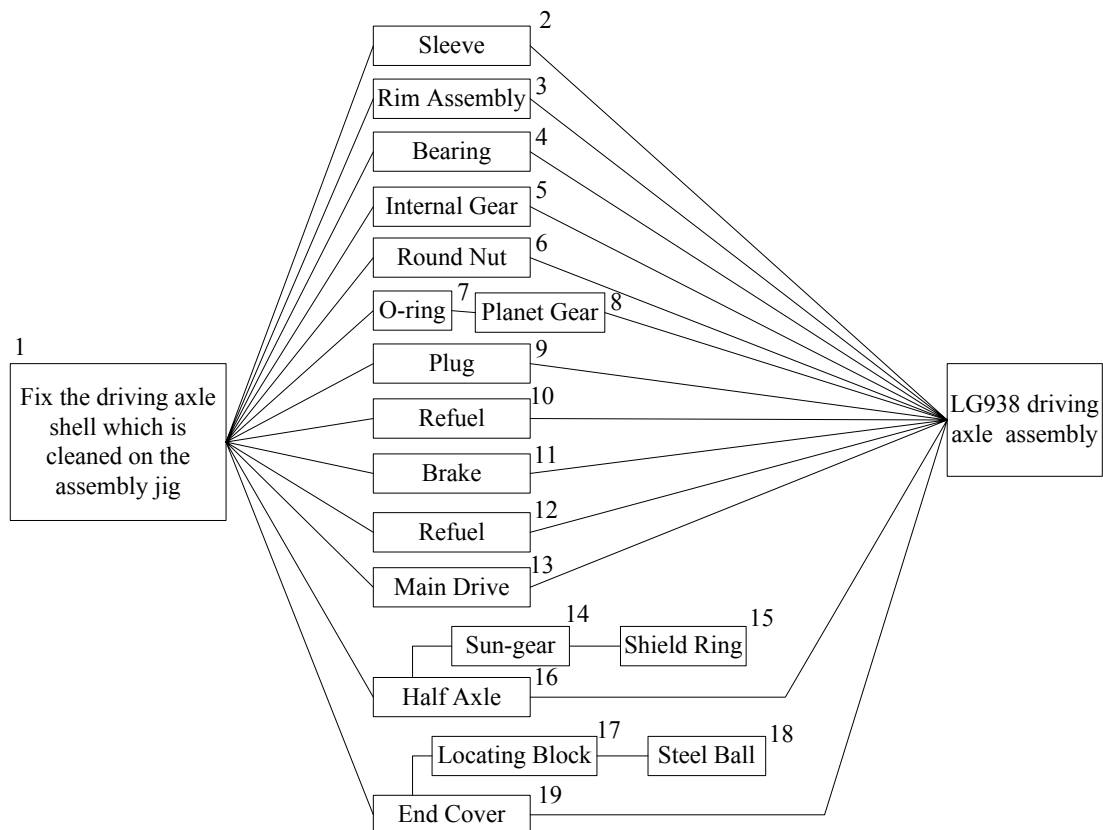 2
Sleeve
3
Rim Assembly
4
Bearing
5
Internal Gear
6
Round Nut
O-ring 7 Planet Gear 8
9
Plug
1
Fix the driving axle
shell which is
cleaned on the
assembly jig
10
Refuel
LG938 driving
axle assembly
11
Brake
12
Refuel
13
Main Drive
14
Sun-gear
15
Shield Ring
16
Half Axle
17
Locating Block
18
Steel Ball
19
End Cover